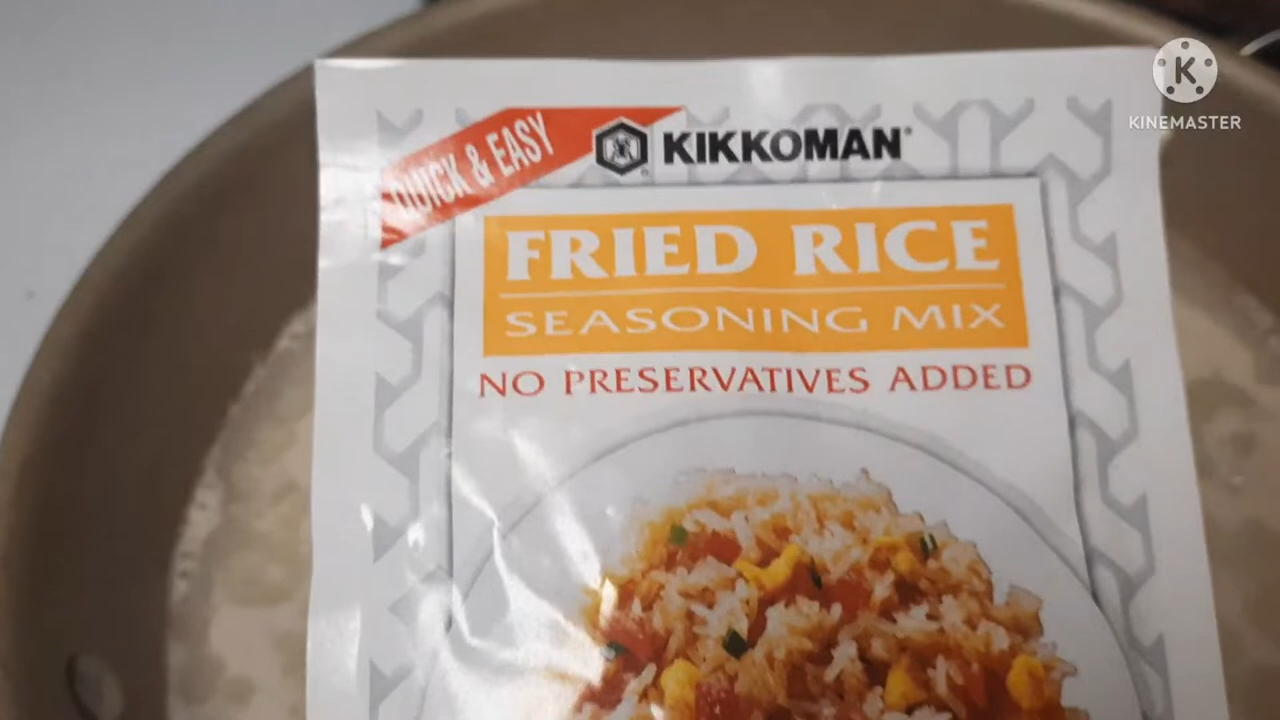 QUICK & EASY
KIKKOMAN®
FRIED RICE
SEASONING MIX
NO PRESERVATIVES ADDED
K
KINEMASTER